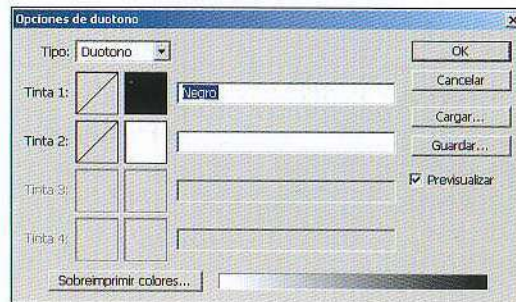 Opciones de duotono
Tipo: Duotono
OK
Tinta 1: Negro
Cancelar
Cargar...
Tinta 2:
Guardar...
Previsualizar
Tinta 3:
Tinta 4:
Sobreimprimir colores...